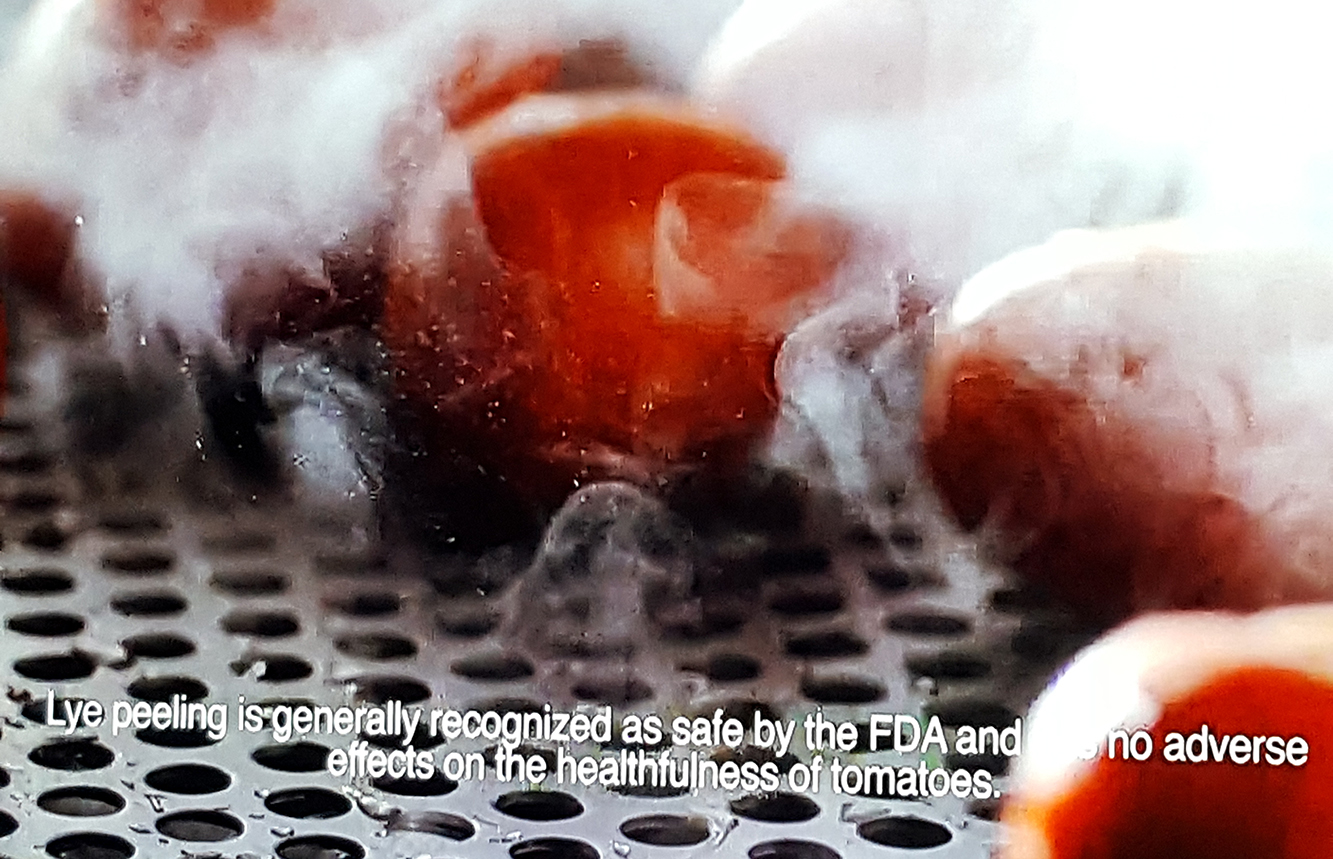 Lye peeling is generally recognized as safe by the FDA and no adverse
effects on the healthfulness of tomatoes.